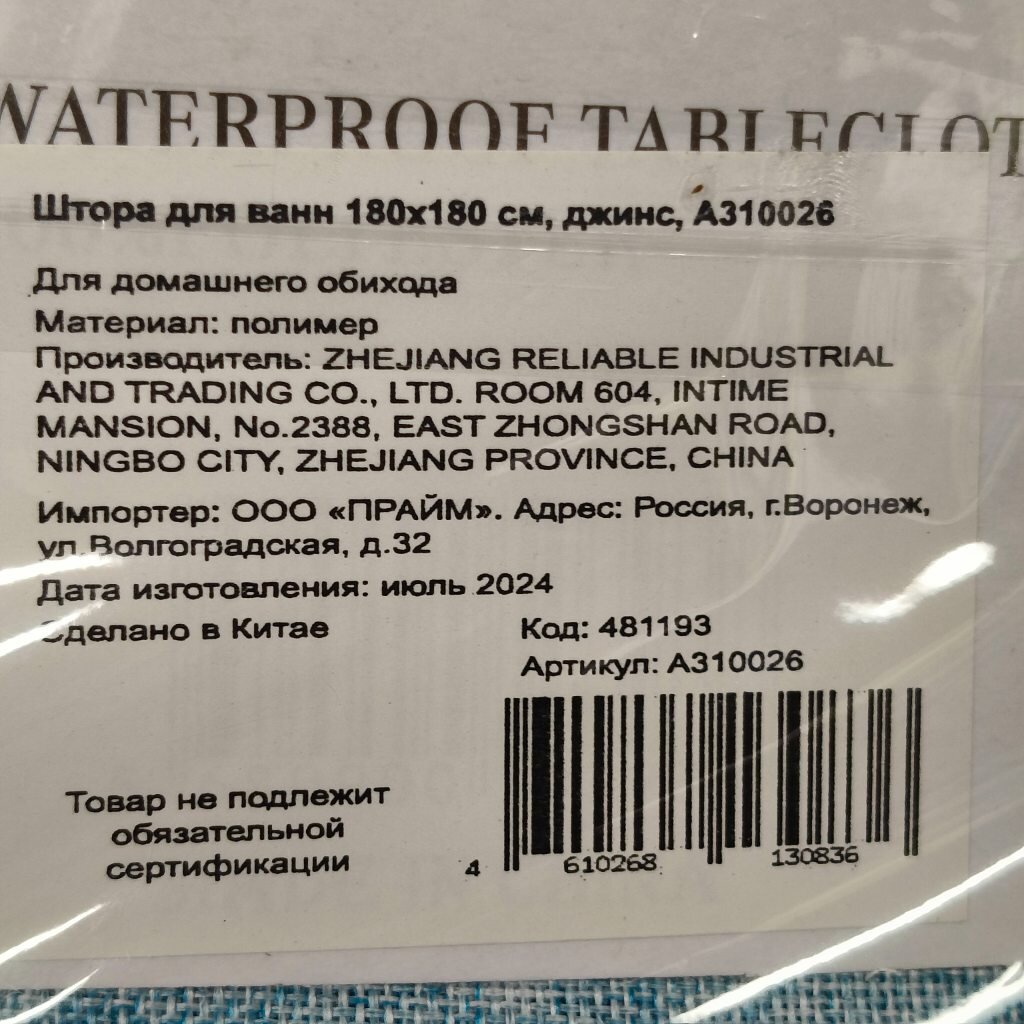 WATERPROOF TABLECLOT
Штора для ванн 180х180 см, джинс, А310026
Для домашнего обихода
Материал: полимер
Производитель: ZHEJIANG RELIABLE INDUSTRIAL
AND TRADING CO., LTD. ROOM 604, INTIME
MANSION, No.2388, EAST ZHONGSHAN ROAD,
NINGBO CITY, ZHEJIANG PROVINCE, CHINA
Импортер: ООО «ПРАЙМ». Адрес: Россия, г.Воронеж,
ул.Волгоградская, д.32
Дата изготовления: июль 2024
Сделано в Китае
Код: 481193
Артикул: А310026
Товар не подлежит
обязательной
сертификации
4 610268 130836